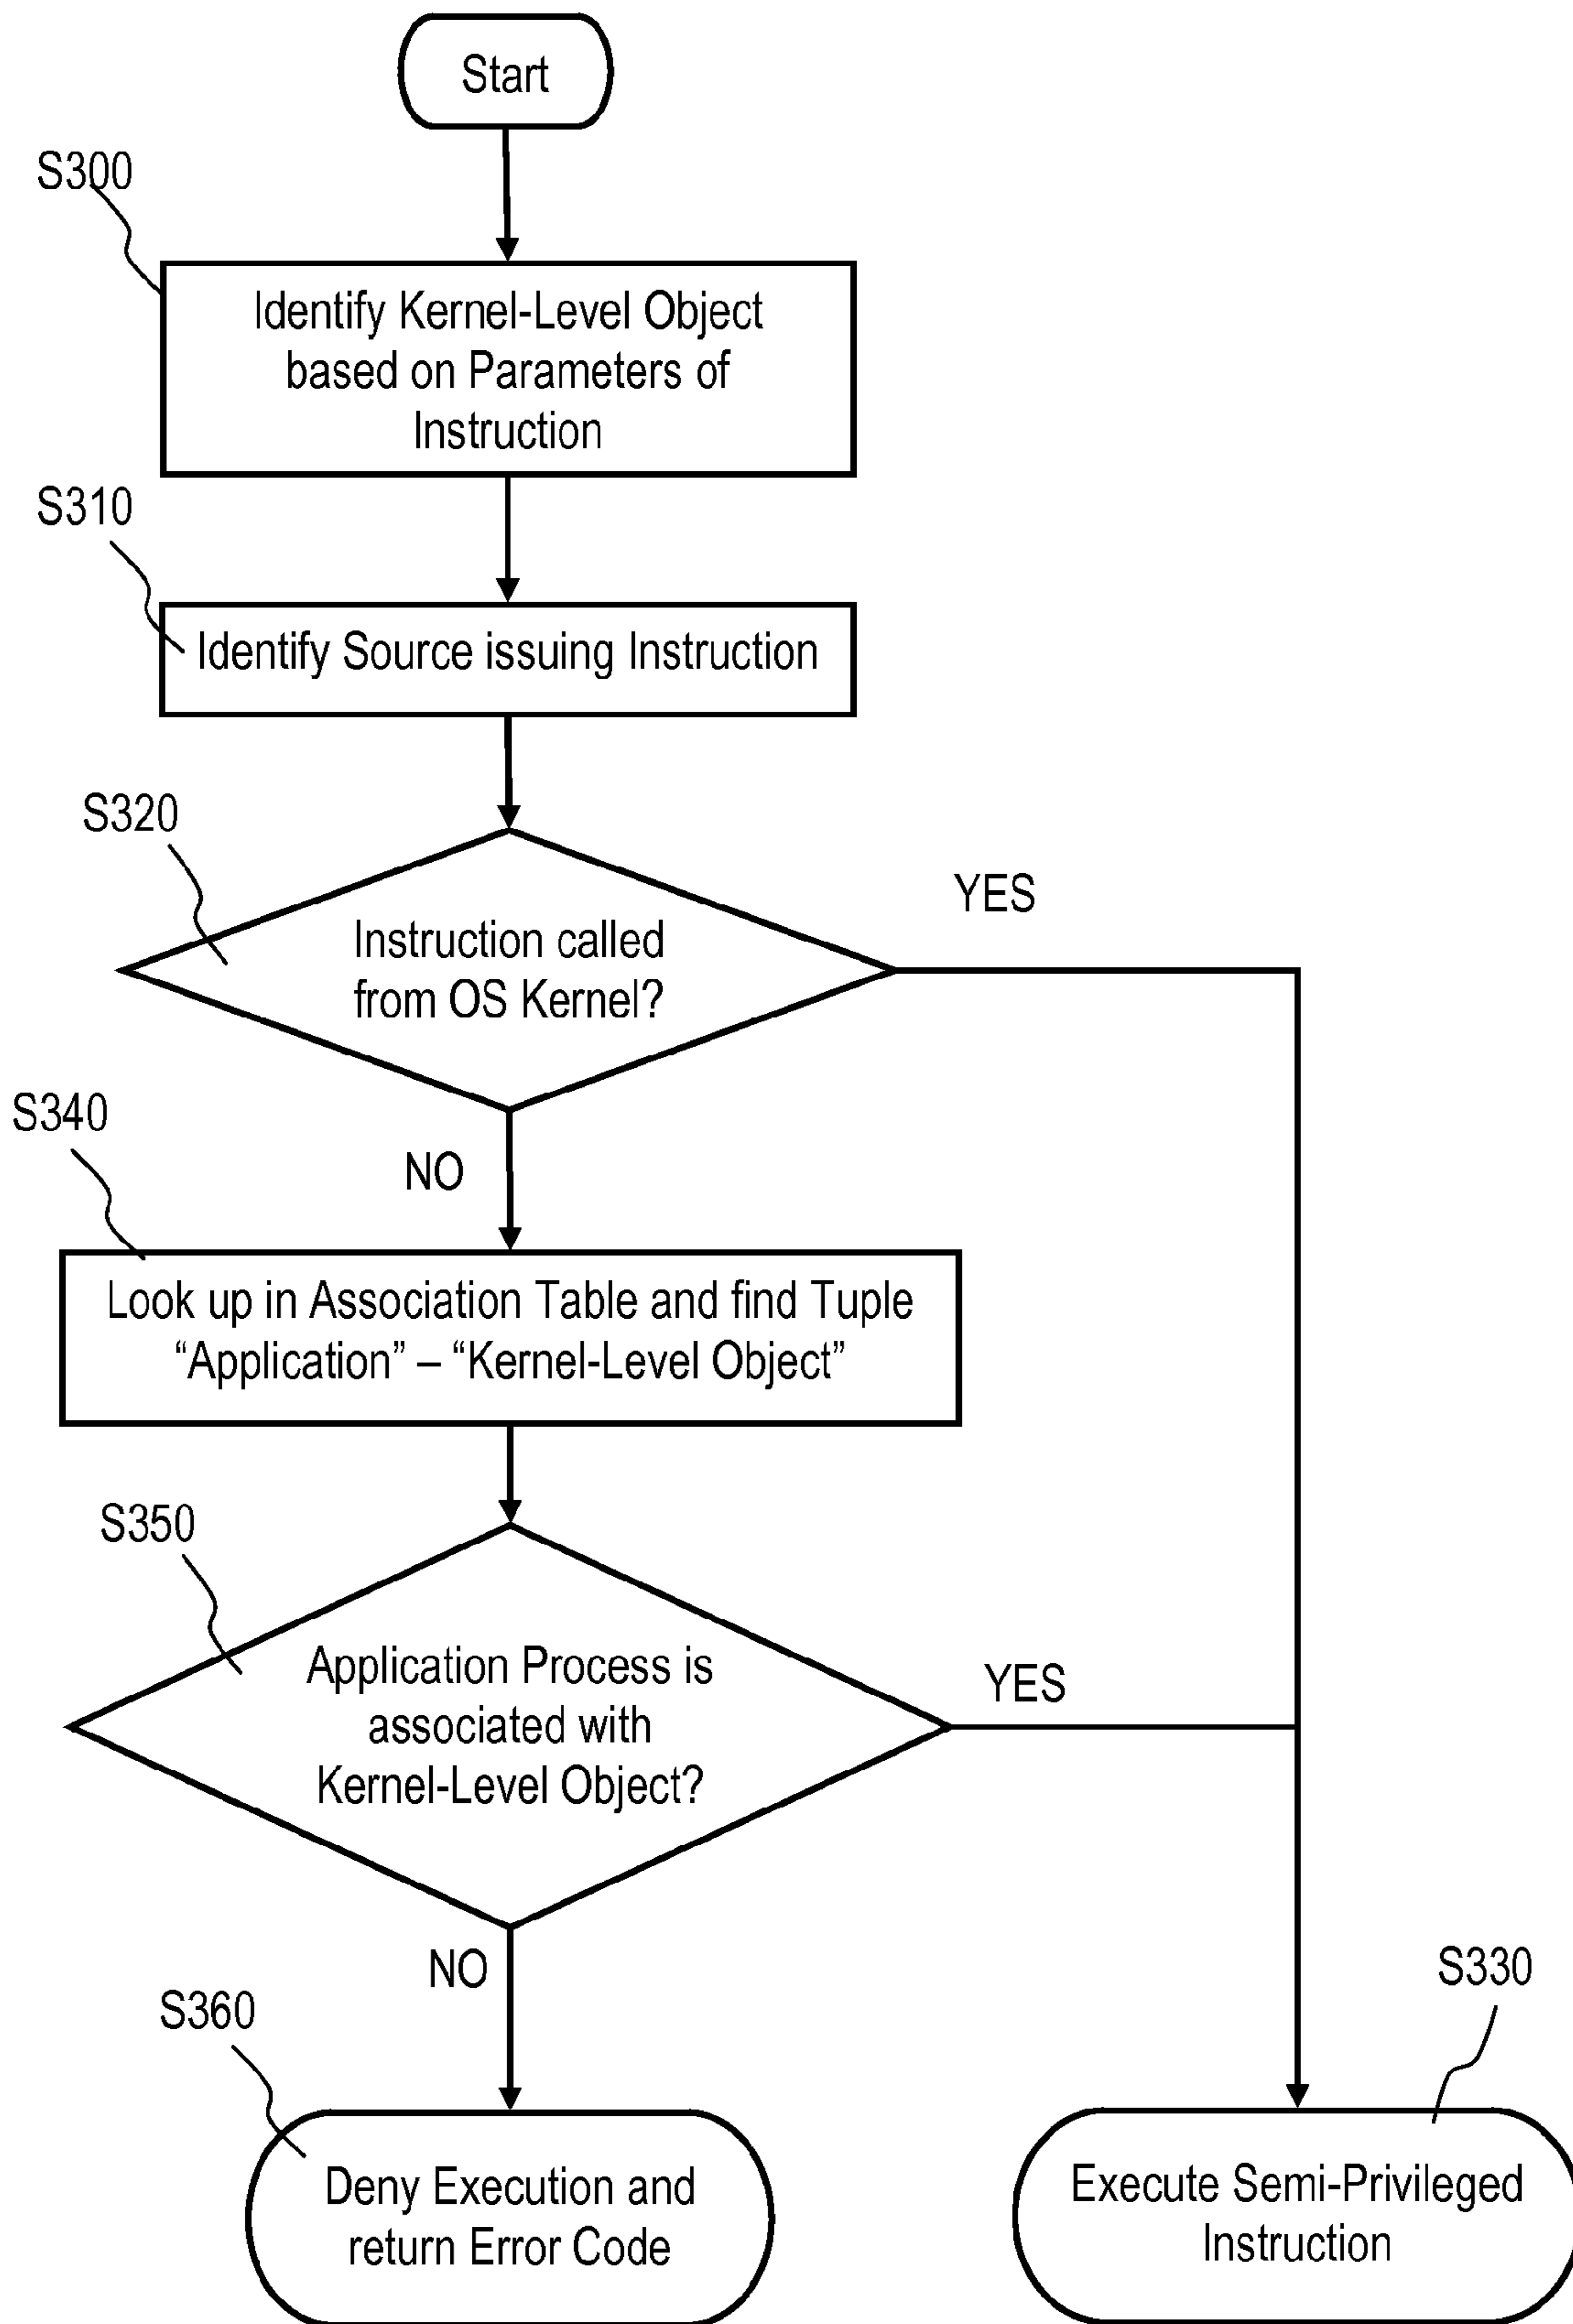 Start
S300
Identify Kernel-Level Object
based on Parameters of
Instruction
S310
Identify Source issuing Instruction
S320
Instruction called
from OS Kernel?
YES
NO
S340
Look up in Association Table and find Tuple
“Application” – “Kernel-Level Object”
S350
Application Process is
associated with
Kernel-Level Object?
YES
NO
S360
Deny Execution and
return Error Code
S330
Execute Semi-Privileged
Instruction